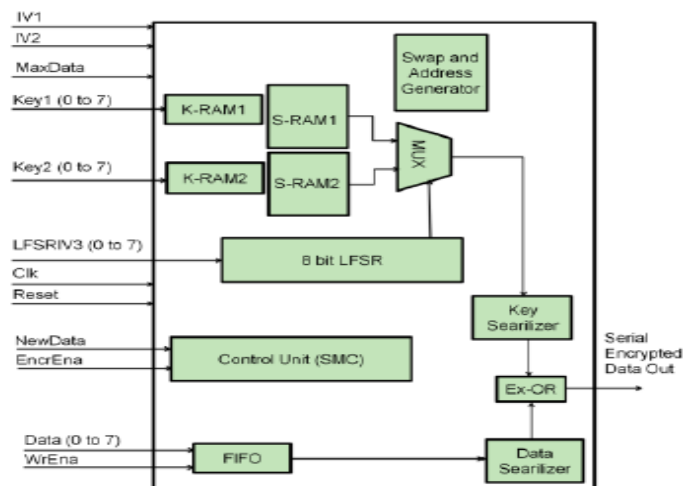 IV1
IV2
MaxData
Key1 (0 to 7)
Key2 (0 to 7)
LFSRIV3 (0 to 7)
Clk
Reset
NewData
EncrEna
Data (0 to 7)
WrEna
Swap and
Address
Generator
K-RAM1
S-RAM1
K-RAM2
S-RAM2
MUX
8 bit LFSR
Key
Searilizer
Control Unit (SMC)
Ex-OR
Serial
Encrypted
Data Out
FIFO
Data
Searilizer